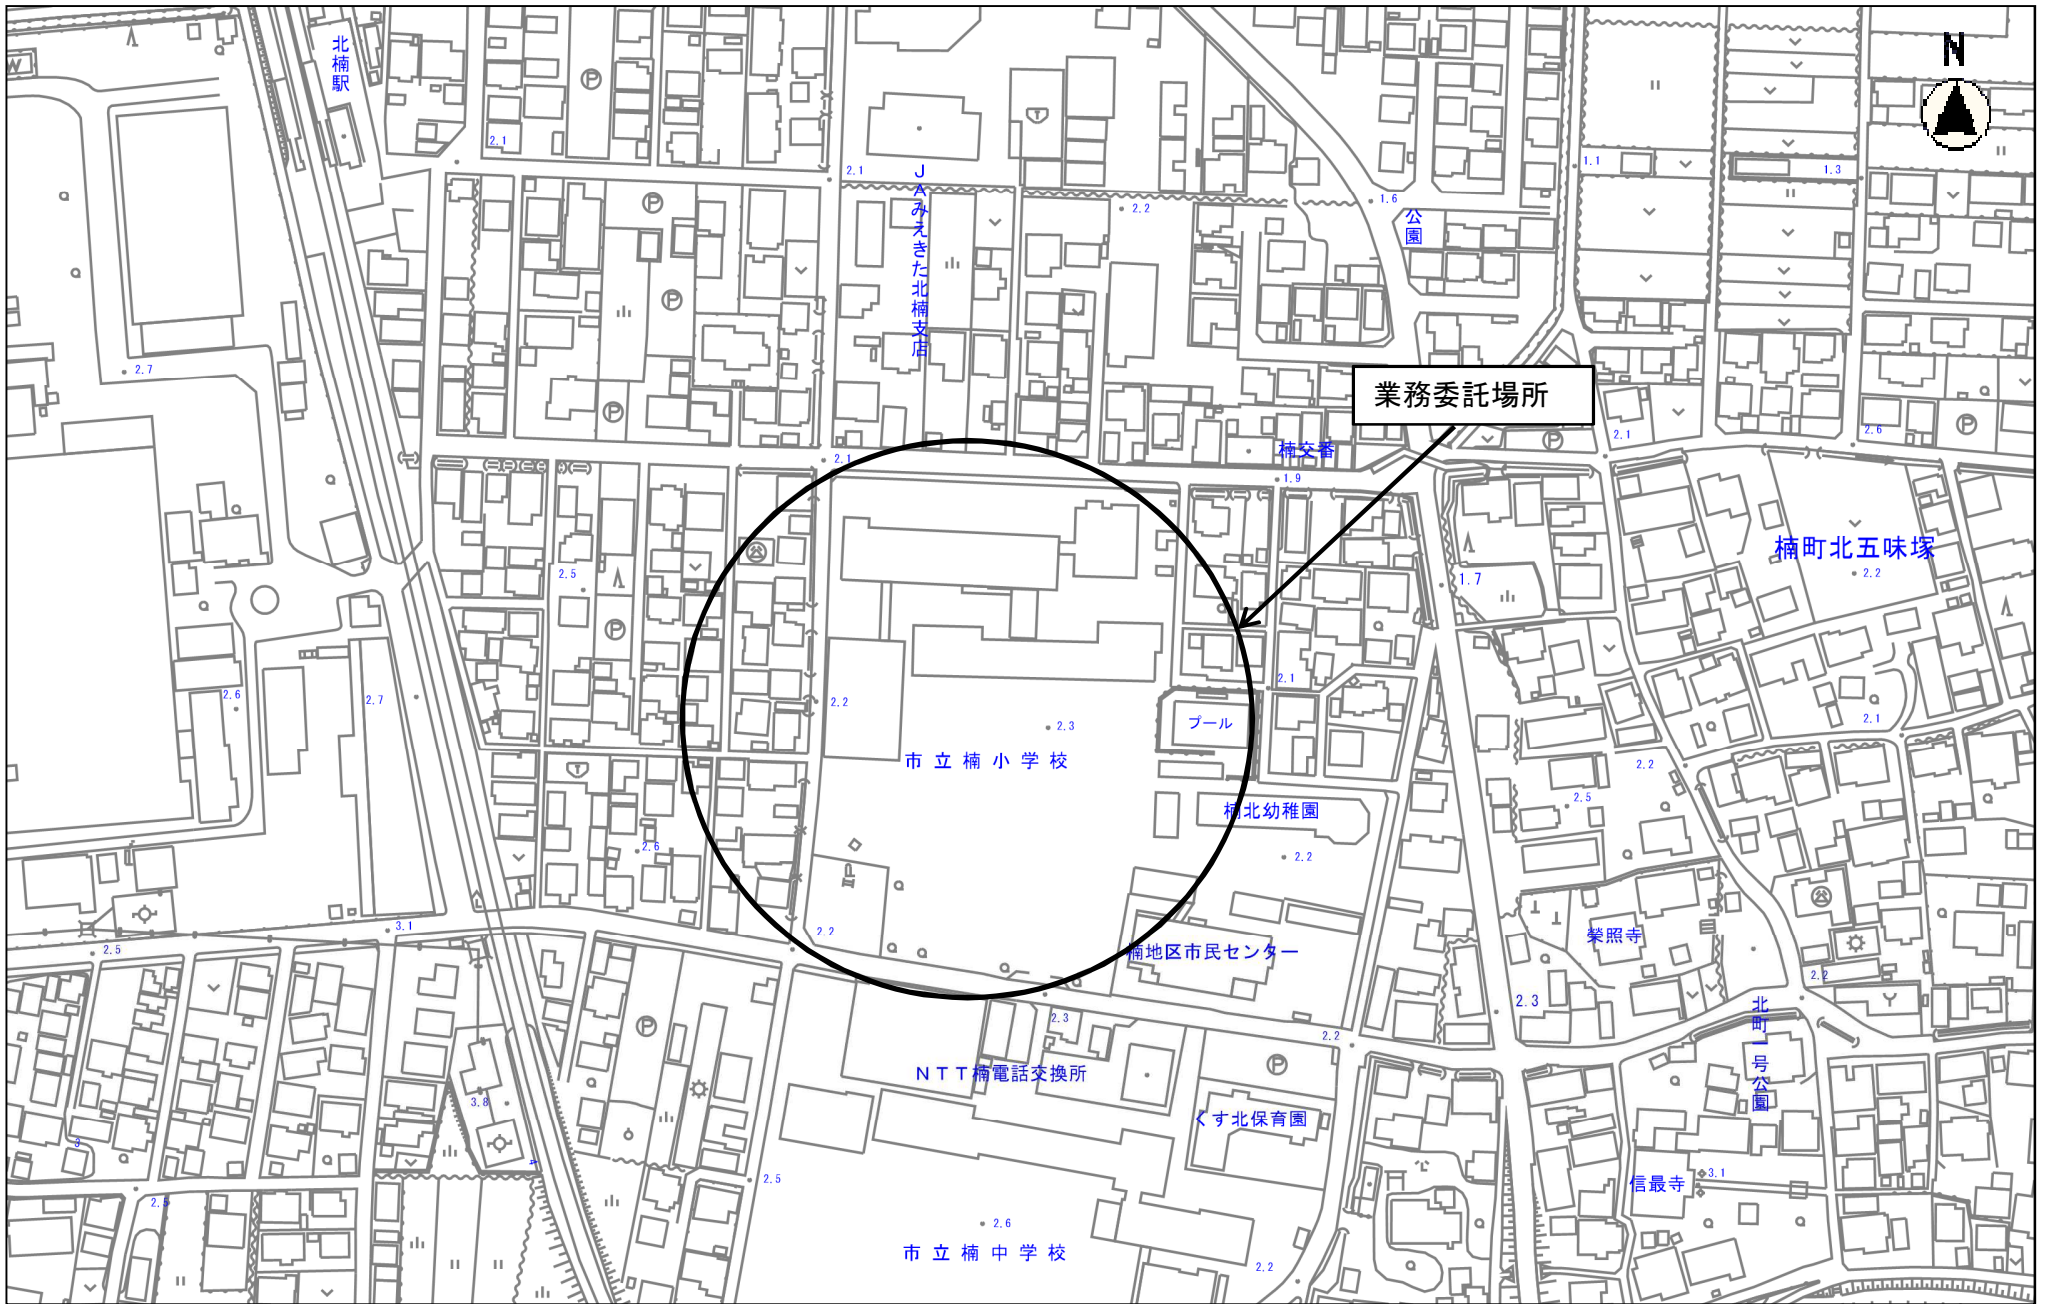 北楠駅
N
2.1
2.1
JAみえきた北楠支店
2.2
1.6
公園
1.1
1.3
2.7
業務委託場所
2.1
2.6
楠交番
2.1
1.9
楠町北五味塚
2.2
2.5
1.7
2.6
2.7
2.2
2.3
プール
2.1
2.1
市立楠小学校
2.2
2.5
楠北幼稚園
2.6
2.2
榮照寺
3.1
2.5
2.2
楠地区市民センター
2.2
2.3
北町一号公園
2.3
2.2
NTT楠電話交換所
3.8
くす北保育園
3
2.5
2.5
信最寺
3.1
2.6
市立楠中学校
2.2